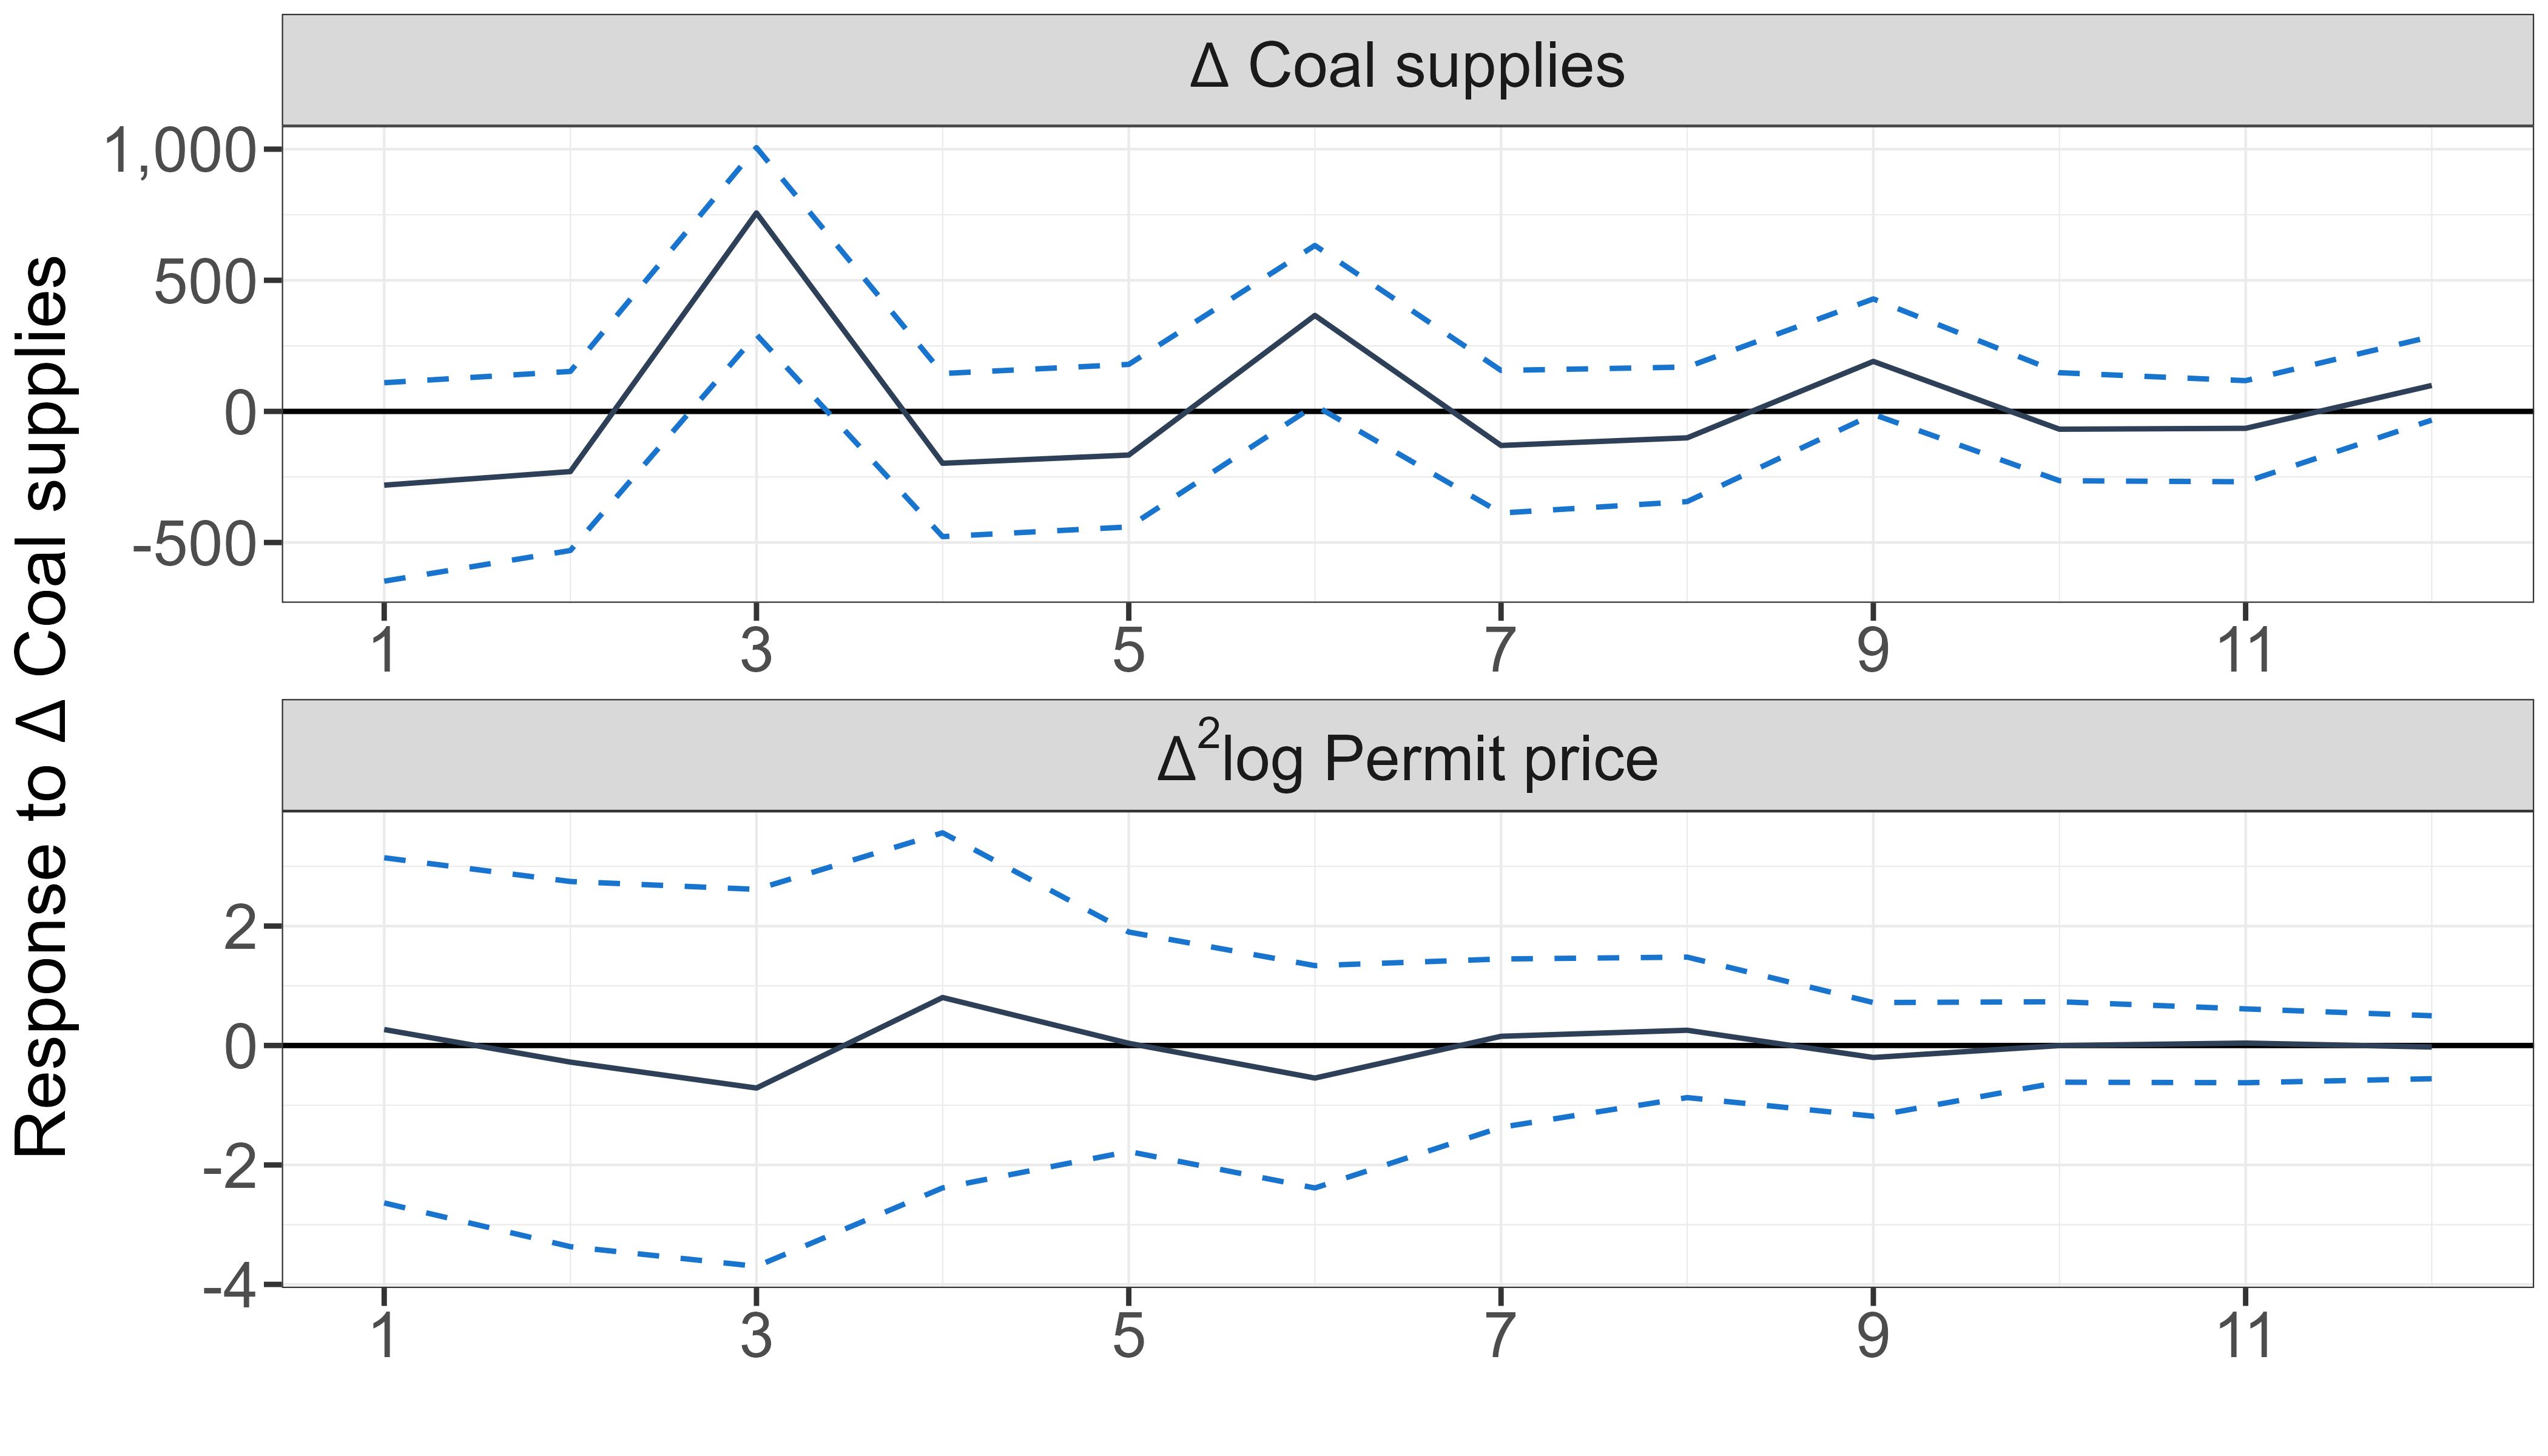 Δ Coal supplies
1,000
500
0
-500
1 3 5 7 9 11
Response to Δ Coal supplies
Δ²log Permit price
2
0
-2
-4
1 3 5 7 9 11